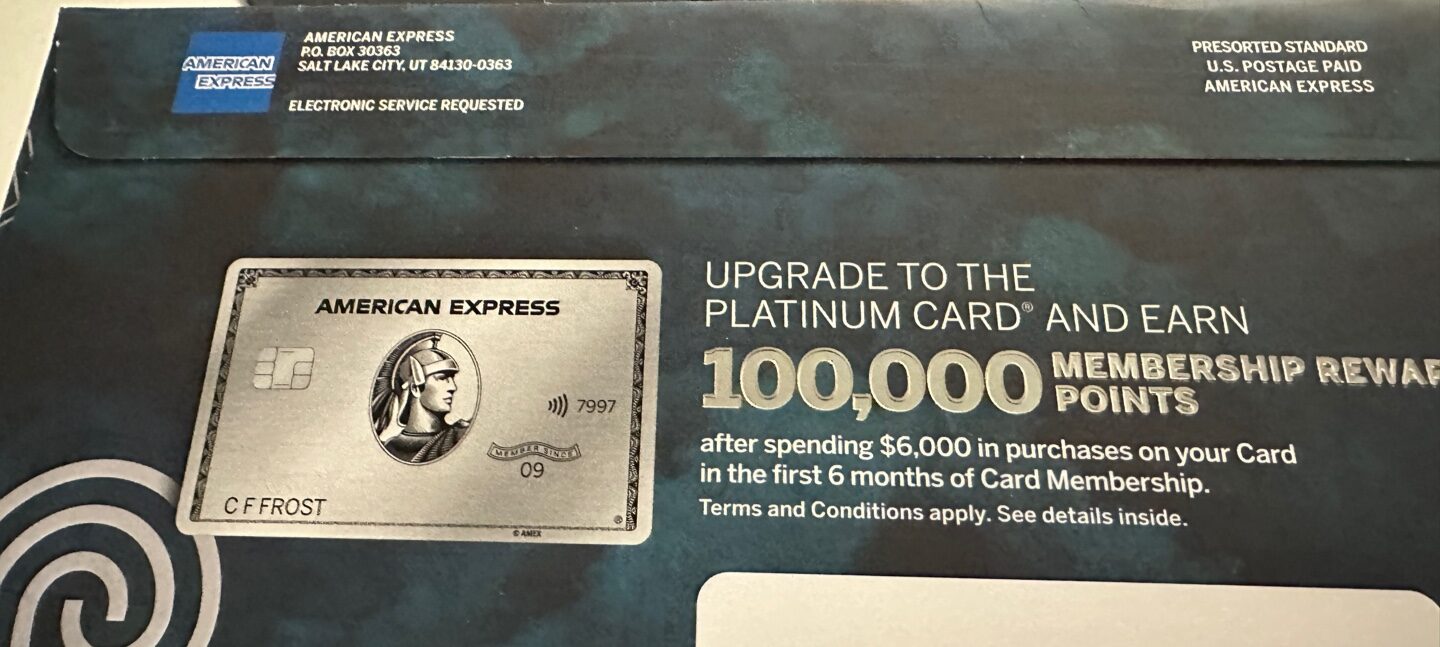 AMERICAN
EXPRESS
AMERICAN EXPRESS
P.O. BOX 30363
SALT LAKE CITY, UT 84130-0363
ELECTRONIC SERVICE REQUESTED
PRESORTED STANDARD
U.S. POSTAGE PAID
AMERICAN EXPRESS
AMERICAN EXPRESS
7997
MEMBER SINCE
09
C F FROST
® 
© AMEX
UPGRADE TO THE
PLATINUM CARD® AND EARN
100,000 MEMBERSHIP REWAR
POINTS
after spending $6,000 in purchases on your Card
in the first 6 months of Card Membership.
Terms and Conditions apply. See details inside.